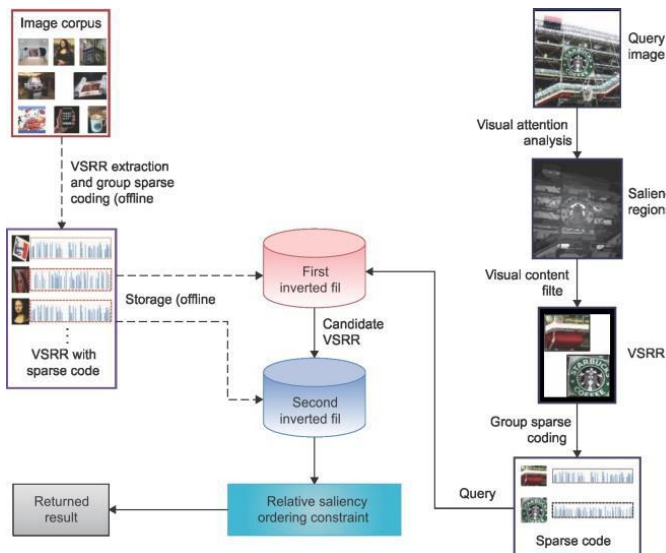 Image corpus
VSRR extraction
and group sparse
coding (offline
VSRR with
sparse code
Storage (offline
First
inverted fil
Candidate
VSRR
Second
inverted fil
Relative saliency
ordering constraint
Returned
result
Query
image
Visual attention
analysis
Salien
region
Visual content
filte
STARBUCKS
COFFEE
VSRR
Group sparse
coding
Query
Sparse code